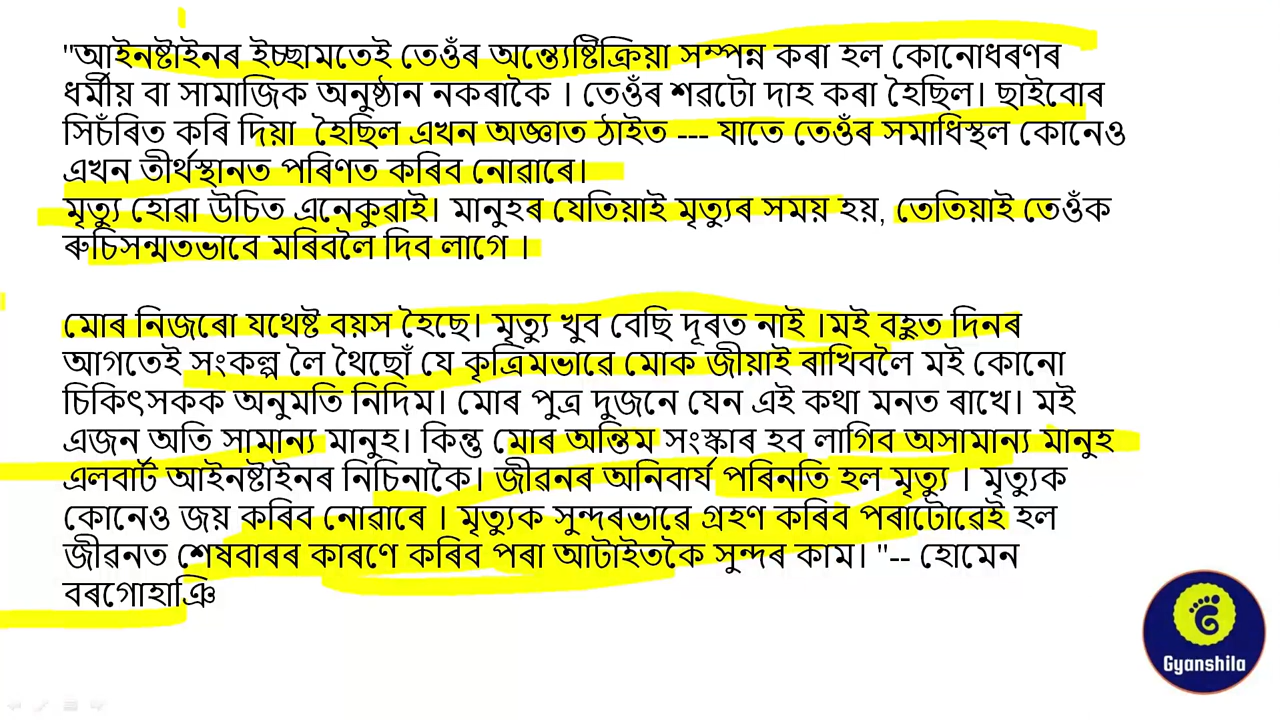 "আইনষ্টাইনৰ ইচ্ছামতেই তেওঁৰ অন্ত্যেষ্টিক্ৰিয়া সম্পন্ন কৰা হল কোনোধৰণৰ
ধৰ্মীয় বা সামাজিক অনুষ্ঠান নকৰাকৈ । তেওঁৰ শৱটো দাহ কৰা হৈছিল। ছাইবোৰ
সিচঁৰিত কৰি দিয়া হৈছিল এখন অজ্ঞাত ঠাইত --- যাতে তেওঁৰ সমাধিস্থল কোনেও
এখন তীৰ্থস্থানত পৰিণত কৰিব নোৱাৰে।
মৃত্যু হোৱা উচিত এনেকুৱাই। মানুহৰ যেতিয়াই মৃত্যুৰ সময় হয়, তেতিয়াই তেওঁক
ৰুচিসন্মতভাবে মৰিবলৈ দিব লাগে ।
মোৰ নিজৰো যথেষ্ট বয়স হৈছে। মৃত্যু খুব বেছি দূৰত নাই ।মই বহুত দিনৰ
আগতেই সংকল্প লৈ থৈছোঁ যে কৃত্ৰিমভাৱে মোক জীয়াই ৰাখিবলৈ মই কোনো
চিকিৎসকক অনুমতি নিদিম। মোৰ পুত্ৰ দুজনে যেন এই কথা মনত ৰাখে। মই
এজন অতি সামান্য মানুহ। কিন্তু মোৰ অন্তিম সংস্কাৰ হব লাগিব অসামান্য মানুহ
এলবাৰ্ট আইনষ্টাইনৰ নিচিনাকৈ। জীৱনৰ অনিবাৰ্য পৰিনতি হল মৃত্যু । মৃত্যুক
কোনেও জয় কৰিব নোৱাৰে । মৃত্যুক সুন্দৰভাৱে গ্ৰহণ কৰিব পৰাটোৱেই হল
জীৱনত শেষবাৰৰ কাৰণে কৰিব পৰা আটাইতকৈ সুন্দৰ কাম। "-- হোমেন
বৰগোহাঞি
Gyanshila